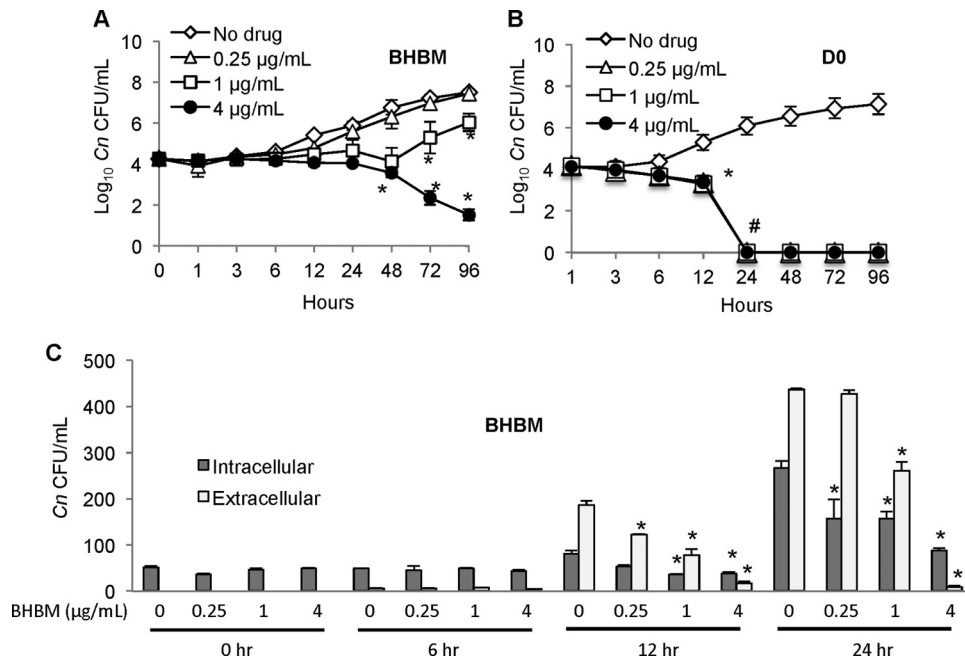 A
No drug
0.25 µg/mL
1 µg/mL
4 µg/mL
BHBM
Log10 Cn CFU/mL
10
8
6
4
2
0
* * * * *
0 1 3 6 12 24 48 72 96
Hours
B
No drug
0.25 µg/mL
1 µg/mL
4 µg/mL
D0
Log10 Cn CFU/mL
10
8
6
4
2
0
*
#
1 3 6 12 24 48 72 96
Hours
C
BHBM
Intracellular
Extracellular
Cn CFU/mL
500
400
300
200
100
0
* * * * * * * * *
BHBM (µg/mL) 0 0.25 1 4 0 0.25 1 4 0 0.25 1 4 0 0.25 1 4
0 hr 6 hr 12 hr 24 hr